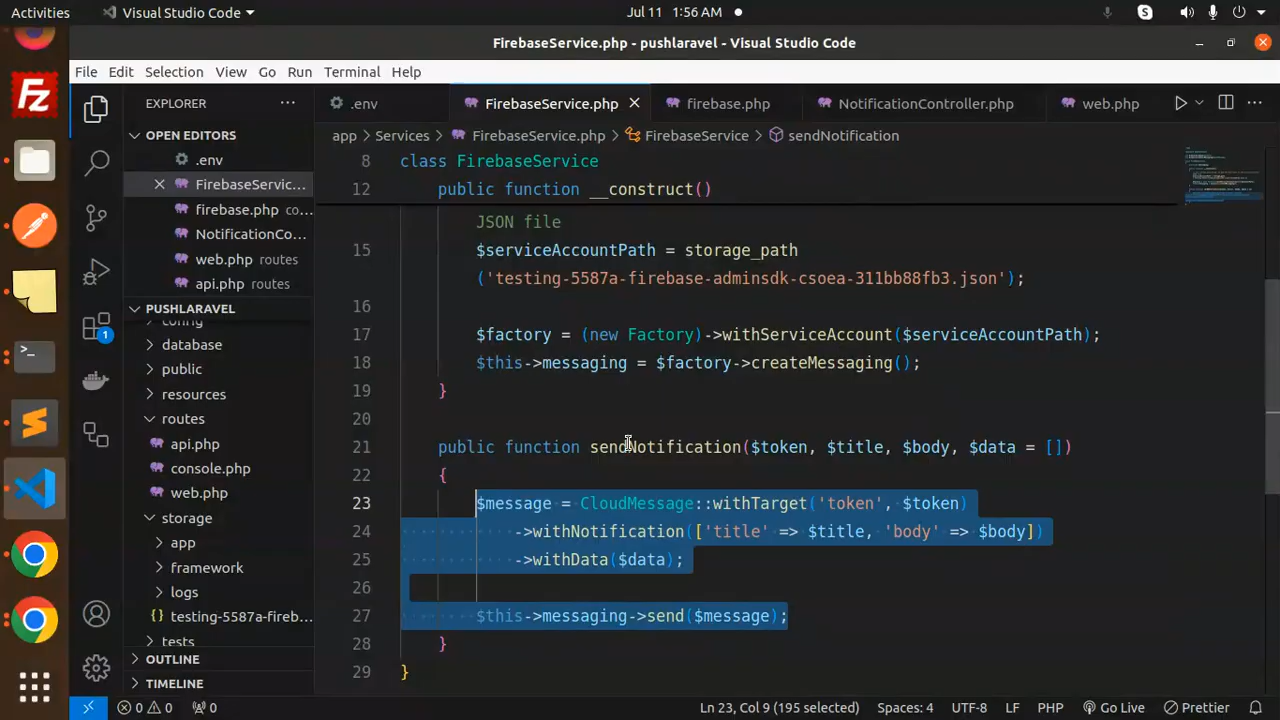 Activities
Visual Studio Code
Jul 11 1:56 AM
FirebaseService.php - pushlaravel - Visual Studio Code
File Edit Selection View Go Run Terminal Help
EXPLORER
.env
FirebaseService.php
firebase.php
NotificationController.php
web.php
app > Services > FirebaseService.php > FirebaseService > sendNotification
OPEN EDITORS
.env
FirebaseServic...
firebase.php co...
NotificationCo...
web.php routes
api.php routes
PUSHLARAVEL
config
database
public
resources
routes
api.php
console.php
web.php
storage
app
framework
logs
{} testing-5587a-fireb...
tests
OUTLINE
TIMELINE
1
8 class FirebaseService
12 public function __construct()
JSON file
15 $serviceAccountPath = storage_path
('testing-5587a-firebase-adminsdk-csoea-311bb88fb3.json');
16
17 $factory = (new Factory)->withServiceAccount($serviceAccountPath);
18 $this->messaging = $factory->createMessaging();
19 }
20
21 public function sendNotification($token, $title, $body, $data = [])
22 {
23 $message = CloudMessage::withTarget('token', $token)
24 ->withNotification(['title' => $title, 'body' => $body])
25 ->withData($data);
26
27 $this->messaging->send($message);
28 }
29 }
0 0 0
Ln 23, Col 9 (195 selected)
Spaces: 4
UTF-8
LF
PHP
Go Live
Prettier